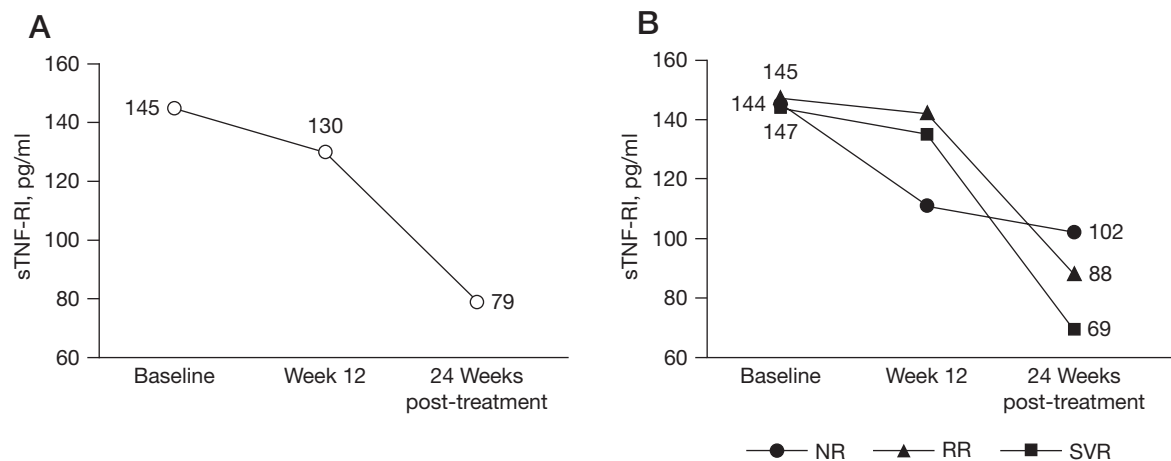 A
sTNF-RI, pg/ml
160
140
120
100
80
60
145
130
79
Baseline
Week 12
24 Weeks
post-treatment
B
sTNF-RI, pg/ml
160
140
120
100
80
60
145
144
147
102
88
69
Baseline
Week 12
24 Weeks
post-treatment
NR
RR
SVR